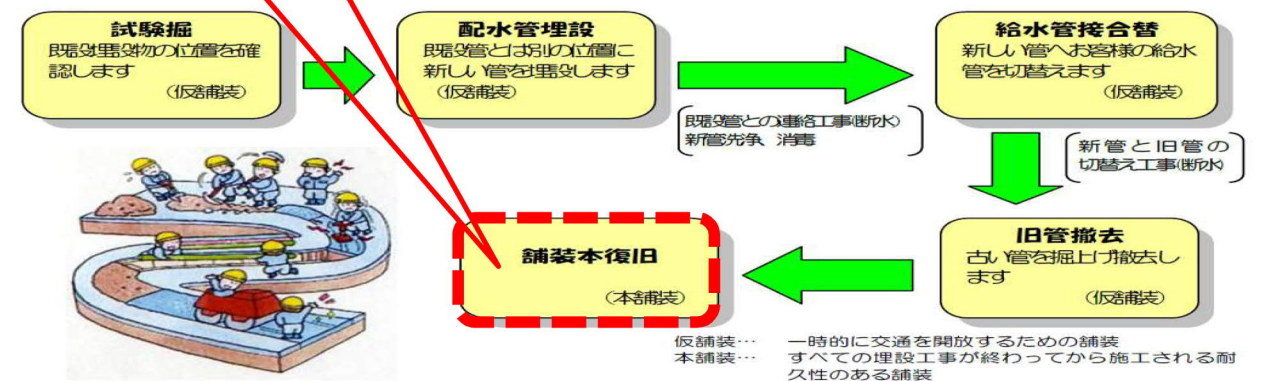 試験掘
既設埋設物の位置を確
認します
（仮舗装）
配水管埋設
既設管とは別の位置に
新しい管を埋設します
（仮舗装）
既設管との連絡工事（断水）
新管洗浄、消毒
給水管接合替
新しい管へお客様の給水
管を切替えます
（仮舗装）
新管と旧管の
切替え工事（断水）
旧管撤去
古い管を掘上げ撤去し
ます
（仮舗装）
舗装本復旧
（本舗装）
仮舗装… 一時的に交通を開放するための舗装
本舗装… すべての埋設工事が終わってから施工される耐
久性のある舗装